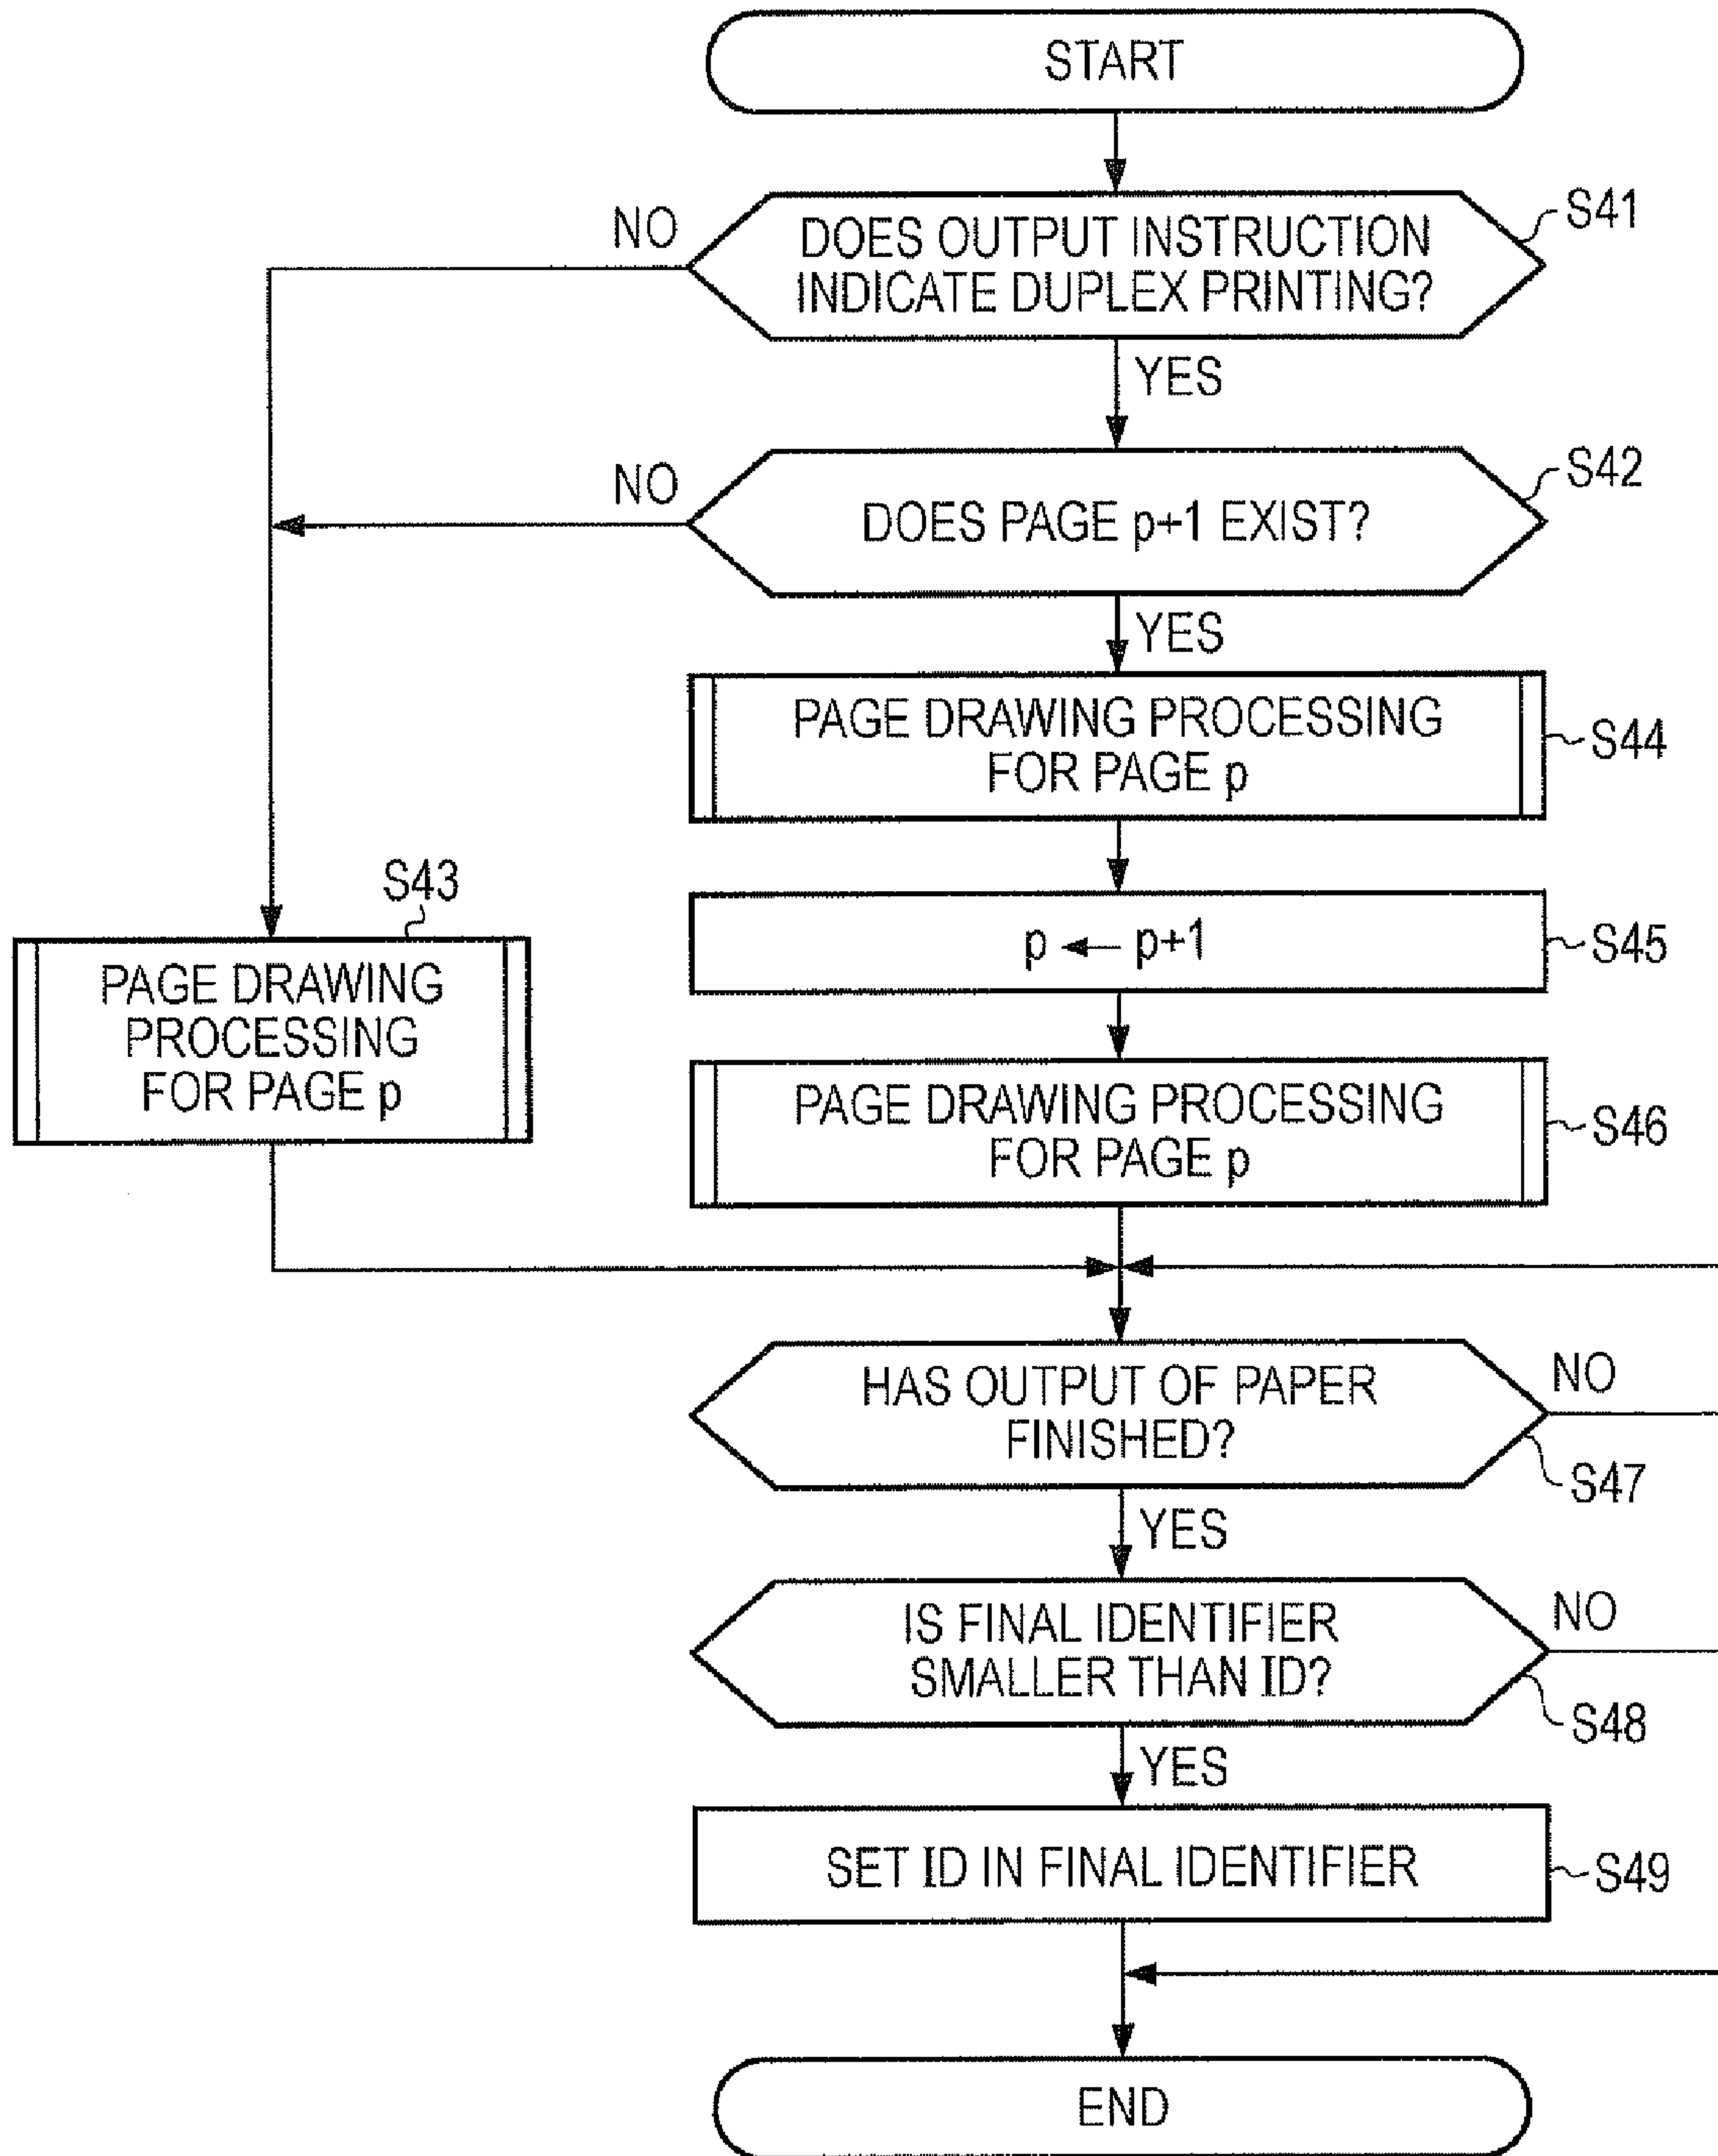 START
DOES OUTPUT INSTRUCTION
INDICATE DUPLEX PRINTING?
S41
NO
YES
DOES PAGE p+1 EXIST?
S42
NO
YES
PAGE DRAWING PROCESSING
FOR PAGE p
S44
S43
PAGE DRAWING
PROCESSING
FOR PAGE p
p ← p+1
S45
PAGE DRAWING PROCESSING
FOR PAGE p
S46
HAS OUTPUT OF PAPER
FINISHED?
NO
S47
YES
IS FINAL IDENTIFIER
SMALLER THAN ID?
NO
S48
YES
SET ID IN FINAL IDENTIFIER
S49
END